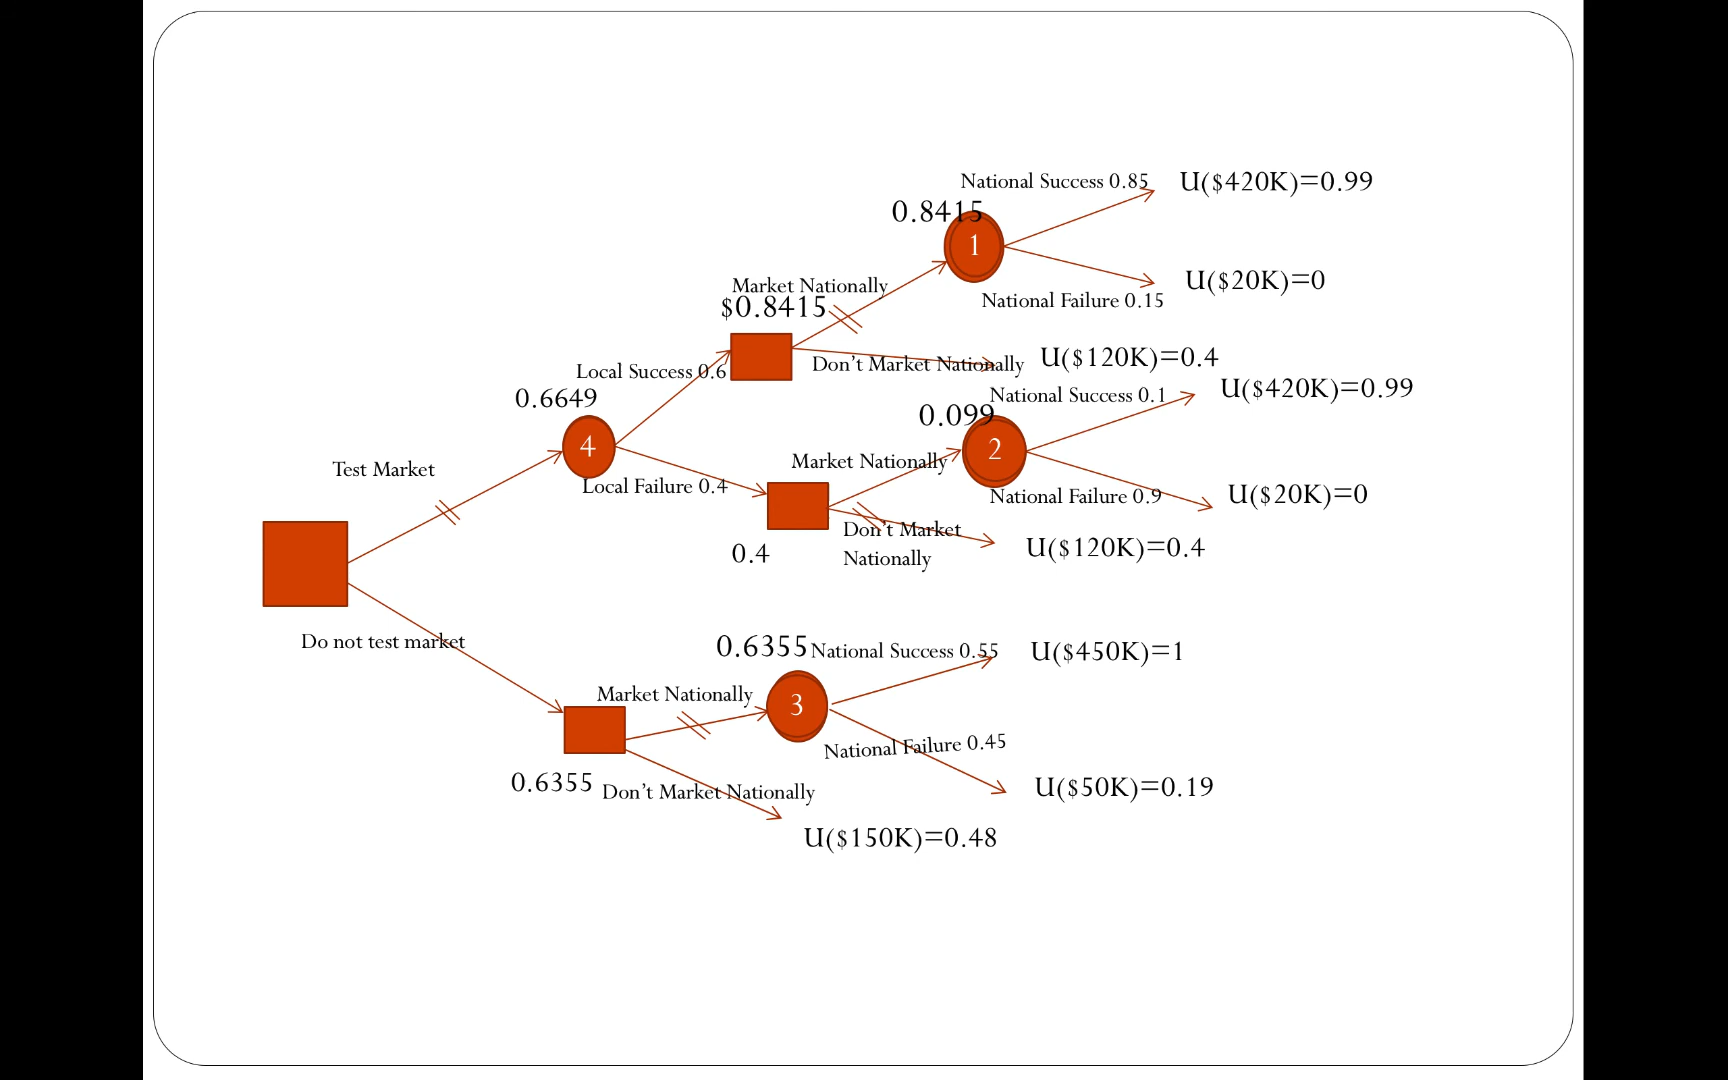 National Success 0.85
U($420K)=0.99
0.8415
1
U($20K)=0
Market Nationally
National Failure 0.15
$0.8415
U($120K)=0.4
Don't Market Nationally
Local Success 0.6
U($420K)=0.99
National Success 0.1
0.6649
0.099
4
2
Market Nationally
Test Market
Local Failure 0.4
National Failure 0.9
U($20K)=0
Don't Market
Nationally
U($120K)=0.4
0.4
Do not test market
0.6355
National Success 0.55
U($450K)=1
Market Nationally
3
National Failure 0.45
0.6355
Don't Market Nationally
U($50K)=0.19
U($150K)=0.48